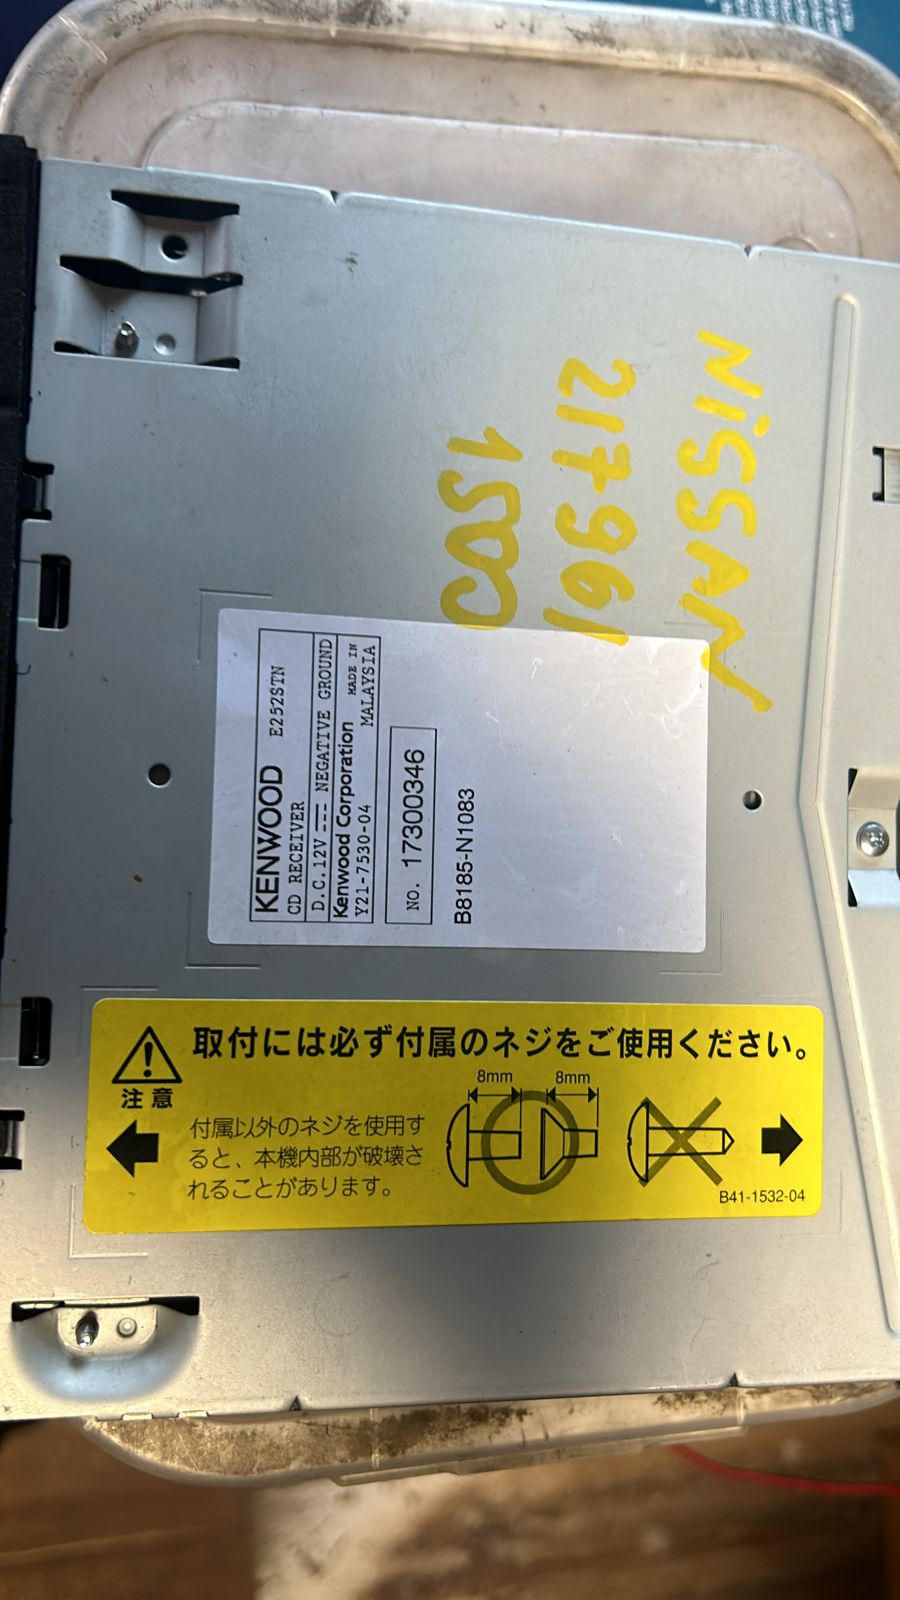 NiSSAN
217961
1500
KENWOOD
CD RECEIVER E252STN
D.C.12V NEGATIVE GROUND
Kenwood Corporation MADE IN
Y21-7530-04 MALAYSIA
NO. 17300346
B8185-N1083
取付には必ず付属のネジをご使用ください。
注意
付属以外のネジを使用す
ると、本機内部が破壊さ
れることがあります。
8mm 8mm
B41-1532-04